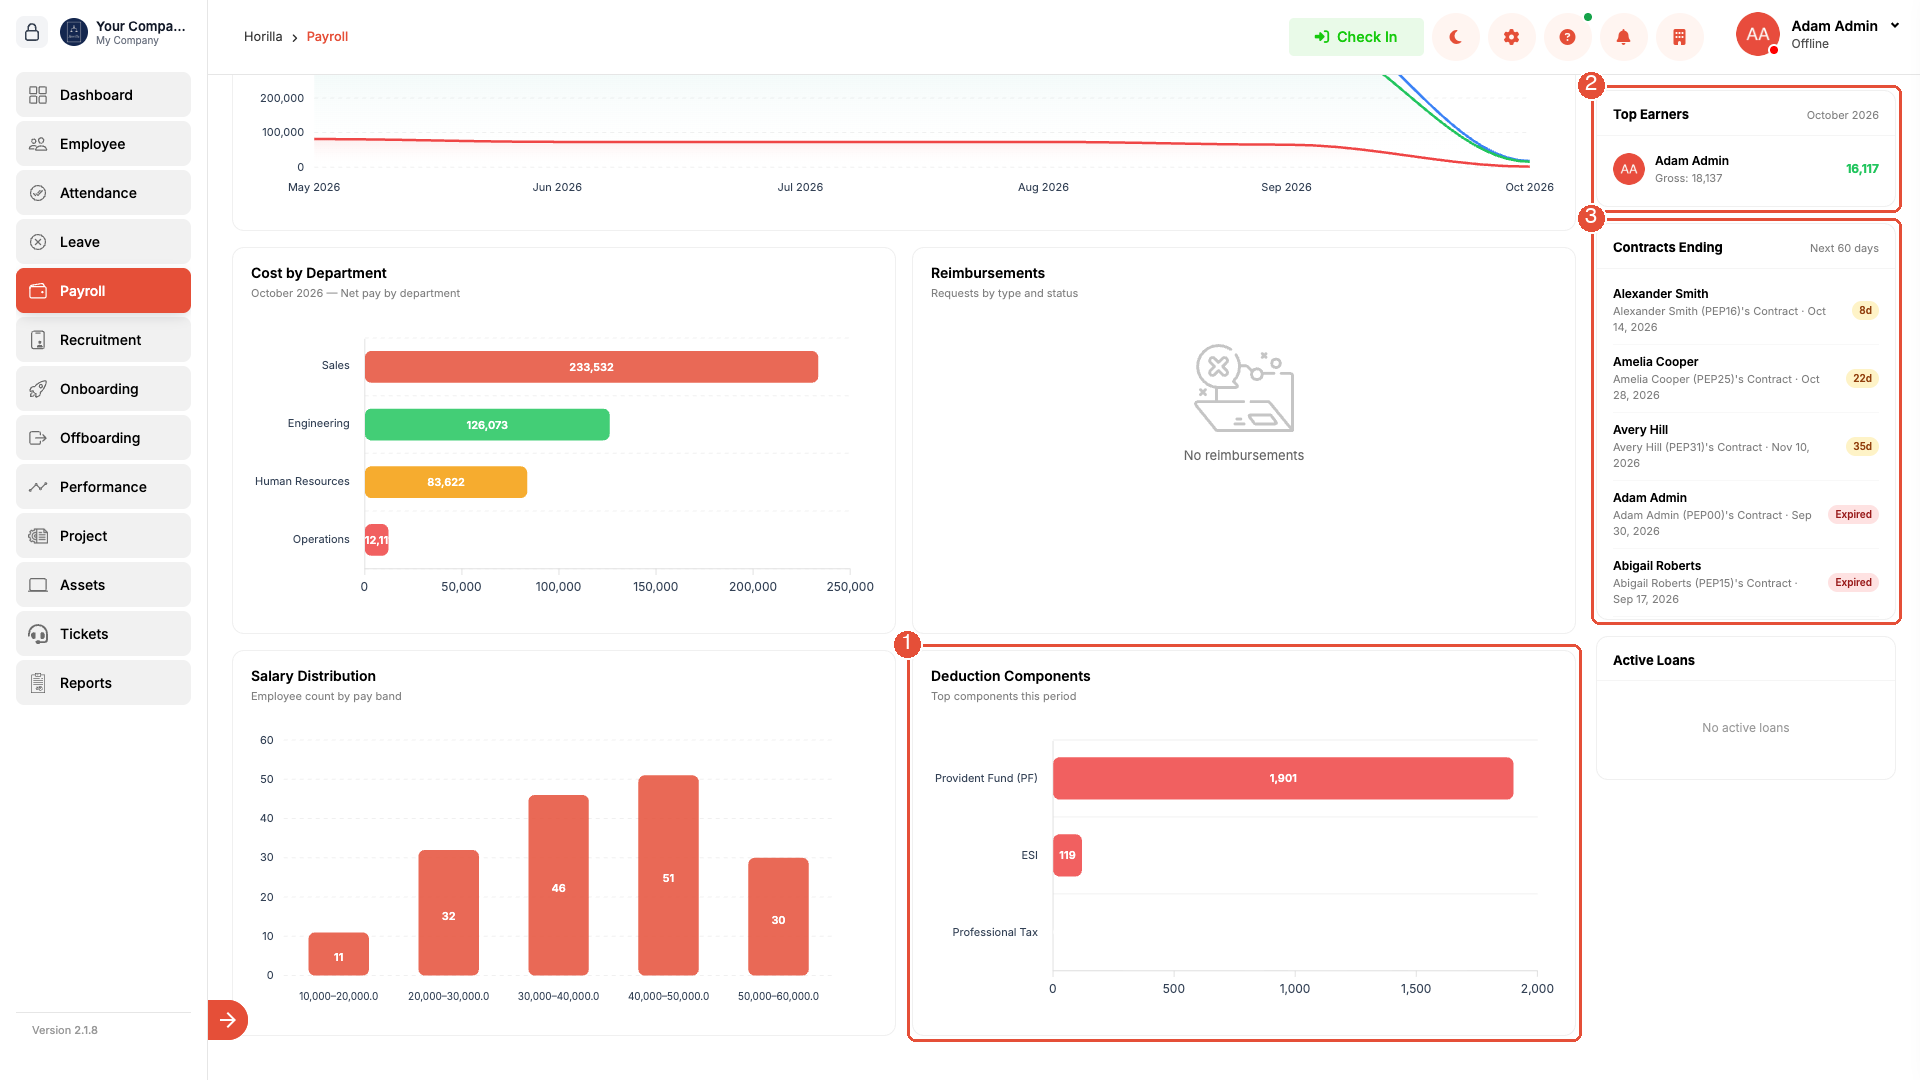 Your Compa...
My Company
Horilla > Payroll
Check In
AA
Adam Admin
Offline
Dashboard
Employee
Attendance
Leave
Payroll
Recruitment
Onboarding
Offboarding
Performance
Project
Assets
Tickets
Reports
Version 2.1.8
200,000
100,000
0
May 2026
Jun 2026
Jul 2026
Aug 2026
Sep 2026
Oct 2026
Cost by Department
October 2026 — Net pay by department
Sales
233,532
Engineering
126,073
Human Resources
83,622
Operations
12,11
0
50,000
100,000
150,000
200,000
250,000
Reimbursements
Requests by type and status
No reimbursements
Salary Distribution
Employee count by pay band
60
50
40
30
20
10
0
11
32
46
51
30
10,000–20,000.0
20,000–30,000.0
30,000–40,000.0
40,000–50,000.0
50,000–60,000.0
1
Deduction Components
Top components this period
Provident Fund (PF)
1,901
ESI
119
Professional Tax
0
500
1,000
1,500
2,000
2
Top Earners
October 2026
AA
Adam Admin
Gross: 18,137
16,117
3
Contracts Ending
Next 60 days
Alexander Smith
Alexander Smith (PEP16)'s Contract · Oct
14, 2026
8d
Amelia Cooper
Amelia Cooper (PEP25)'s Contract · Oct
28, 2026
22d
Avery Hill
Avery Hill (PEP31)'s Contract · Nov 10,
2026
35d
Adam Admin
Adam Admin (PEP00)'s Contract · Sep
30, 2026
Expired
Abigail Roberts
Abigail Roberts (PEP15)'s Contract ·
Sep 17, 2026
Expired
Active Loans
No active loans